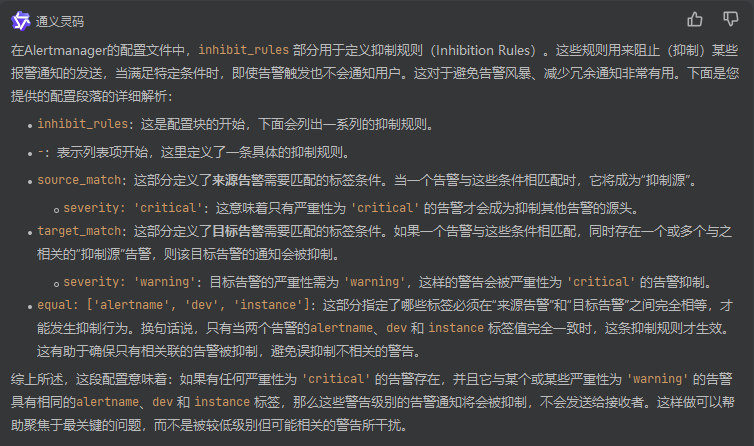 通义灵码
在Alertmanager的配置文件中，inhibit_rules 部分用于定义抑制规则（Inhibition Rules）。这些规则用来阻止（抑制）某些
报警通知的发送，当满足特定条件时，即使告警触发也不会通知用户。这对于避免告警风暴、减少冗余通知非常有用。下面是您
提供的配置段落的详细解析：
• inhibit_rules：这是配置块的开始，下面会列出一系列的抑制规则。
• -：表示列表项开始，这里定义了一条具体的抑制规则。
• source_match：这部分定义了来源告警需要匹配的标签条件。当一个告警与这些条件相匹配时，它将成为“抑制源”。
○ severity: 'critical'：这意味着只有严重性为 'critical' 的告警才会成为抑制其他告警的源头。
• target_match：这部分定义了目标告警需要匹配的标签条件。如果一个告警与这些条件相匹配，同时存在一个或多个与之
相关的“抑制源”告警，则该目标告警的通知会被抑制。
○ severity: 'warning'：目标告警的严重性需为 'warning'，这样的警告会被严重性为 'critical' 的告警抑制。
• equal: ['alertname', 'dev', 'instance']：这部分指定了哪些标签必须在“来源告警”和“目标告警”之间完全相等，才
能发生抑制行为。换句话说，只有当两个告警的alertname、dev 和 instance 标签值完全一致时，这条抑制规则才生效。
这有助于确保只有相关联的告警被抑制，避免误抑制不相关的警告。
综上所述，这段配置意味着：如果有任何严重性为 'critical' 的告警存在，并且它与某个或某些严重性为 'warning' 的告警
具有相同的alertname、dev 和 instance 标签，那么这些警告级别的告警通知将会被抑制，不会发送给接收者。这样做可以帮
助聚焦于最关键的问题，而不是被较低级别但可能相关的警告所干扰。